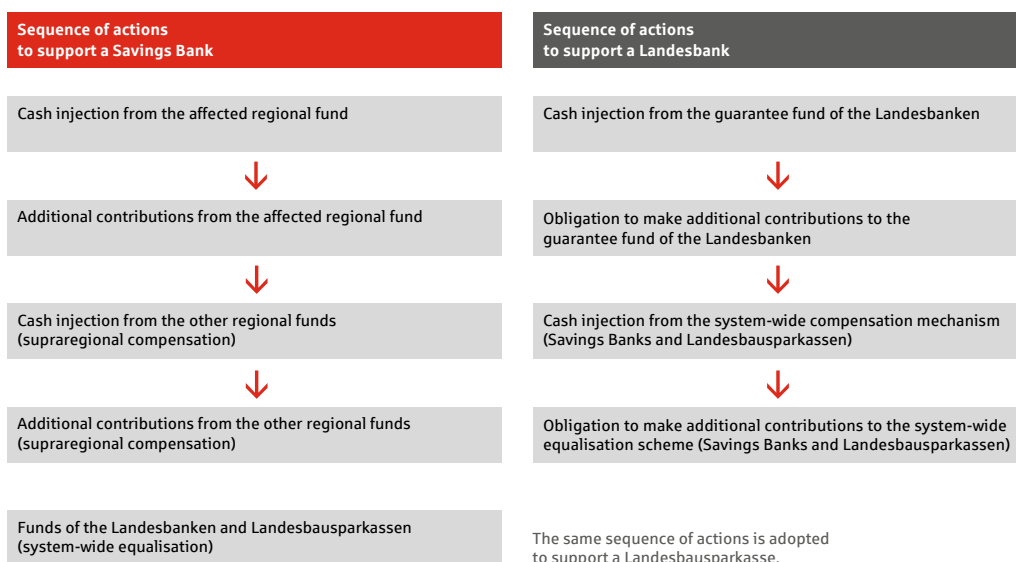 Sequence of actions
to support a Savings Bank
Cash injection from the affected regional fund
Additional contributions from the affected regional fund
Cash injection from the other regional funds
(supraregional compensation)
Additional contributions from the other regional funds
(supraregional compensation)
Funds of the Landesbanken and Landesbausparkassen
(system-wide equalisation)
Sequence of actions
to support a Landesbank
Cash injection from the guarantee fund of the Landesbanken
Obligation to make additional contributions to the
guarantee fund of the Landesbanken
Cash injection from the system-wide compensation mechanism
(Savings Banks and Landesbausparkassen)
Obligation to make additional contributions to the system-wide
equalisation scheme (Savings Banks and Landesbausparkassen)
The same sequence of actions is adopted
to support a Landesbausparkasse.